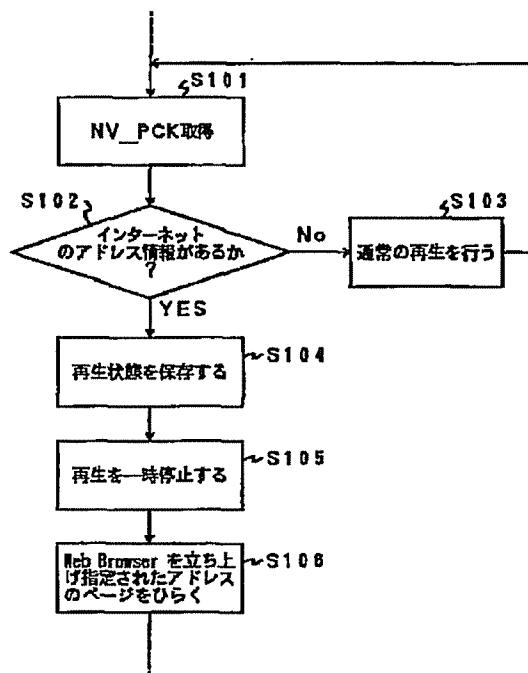 S101
NV_PCK取得
S102
インターネット
のアドレス情報があるか
?
No
S103
通常の再生を行う
YES
再生状態を保存する
S104
再生を一時停止する
S105
Web Browser を立ち上
げ指定されたアドレス
のページをひらく
S106